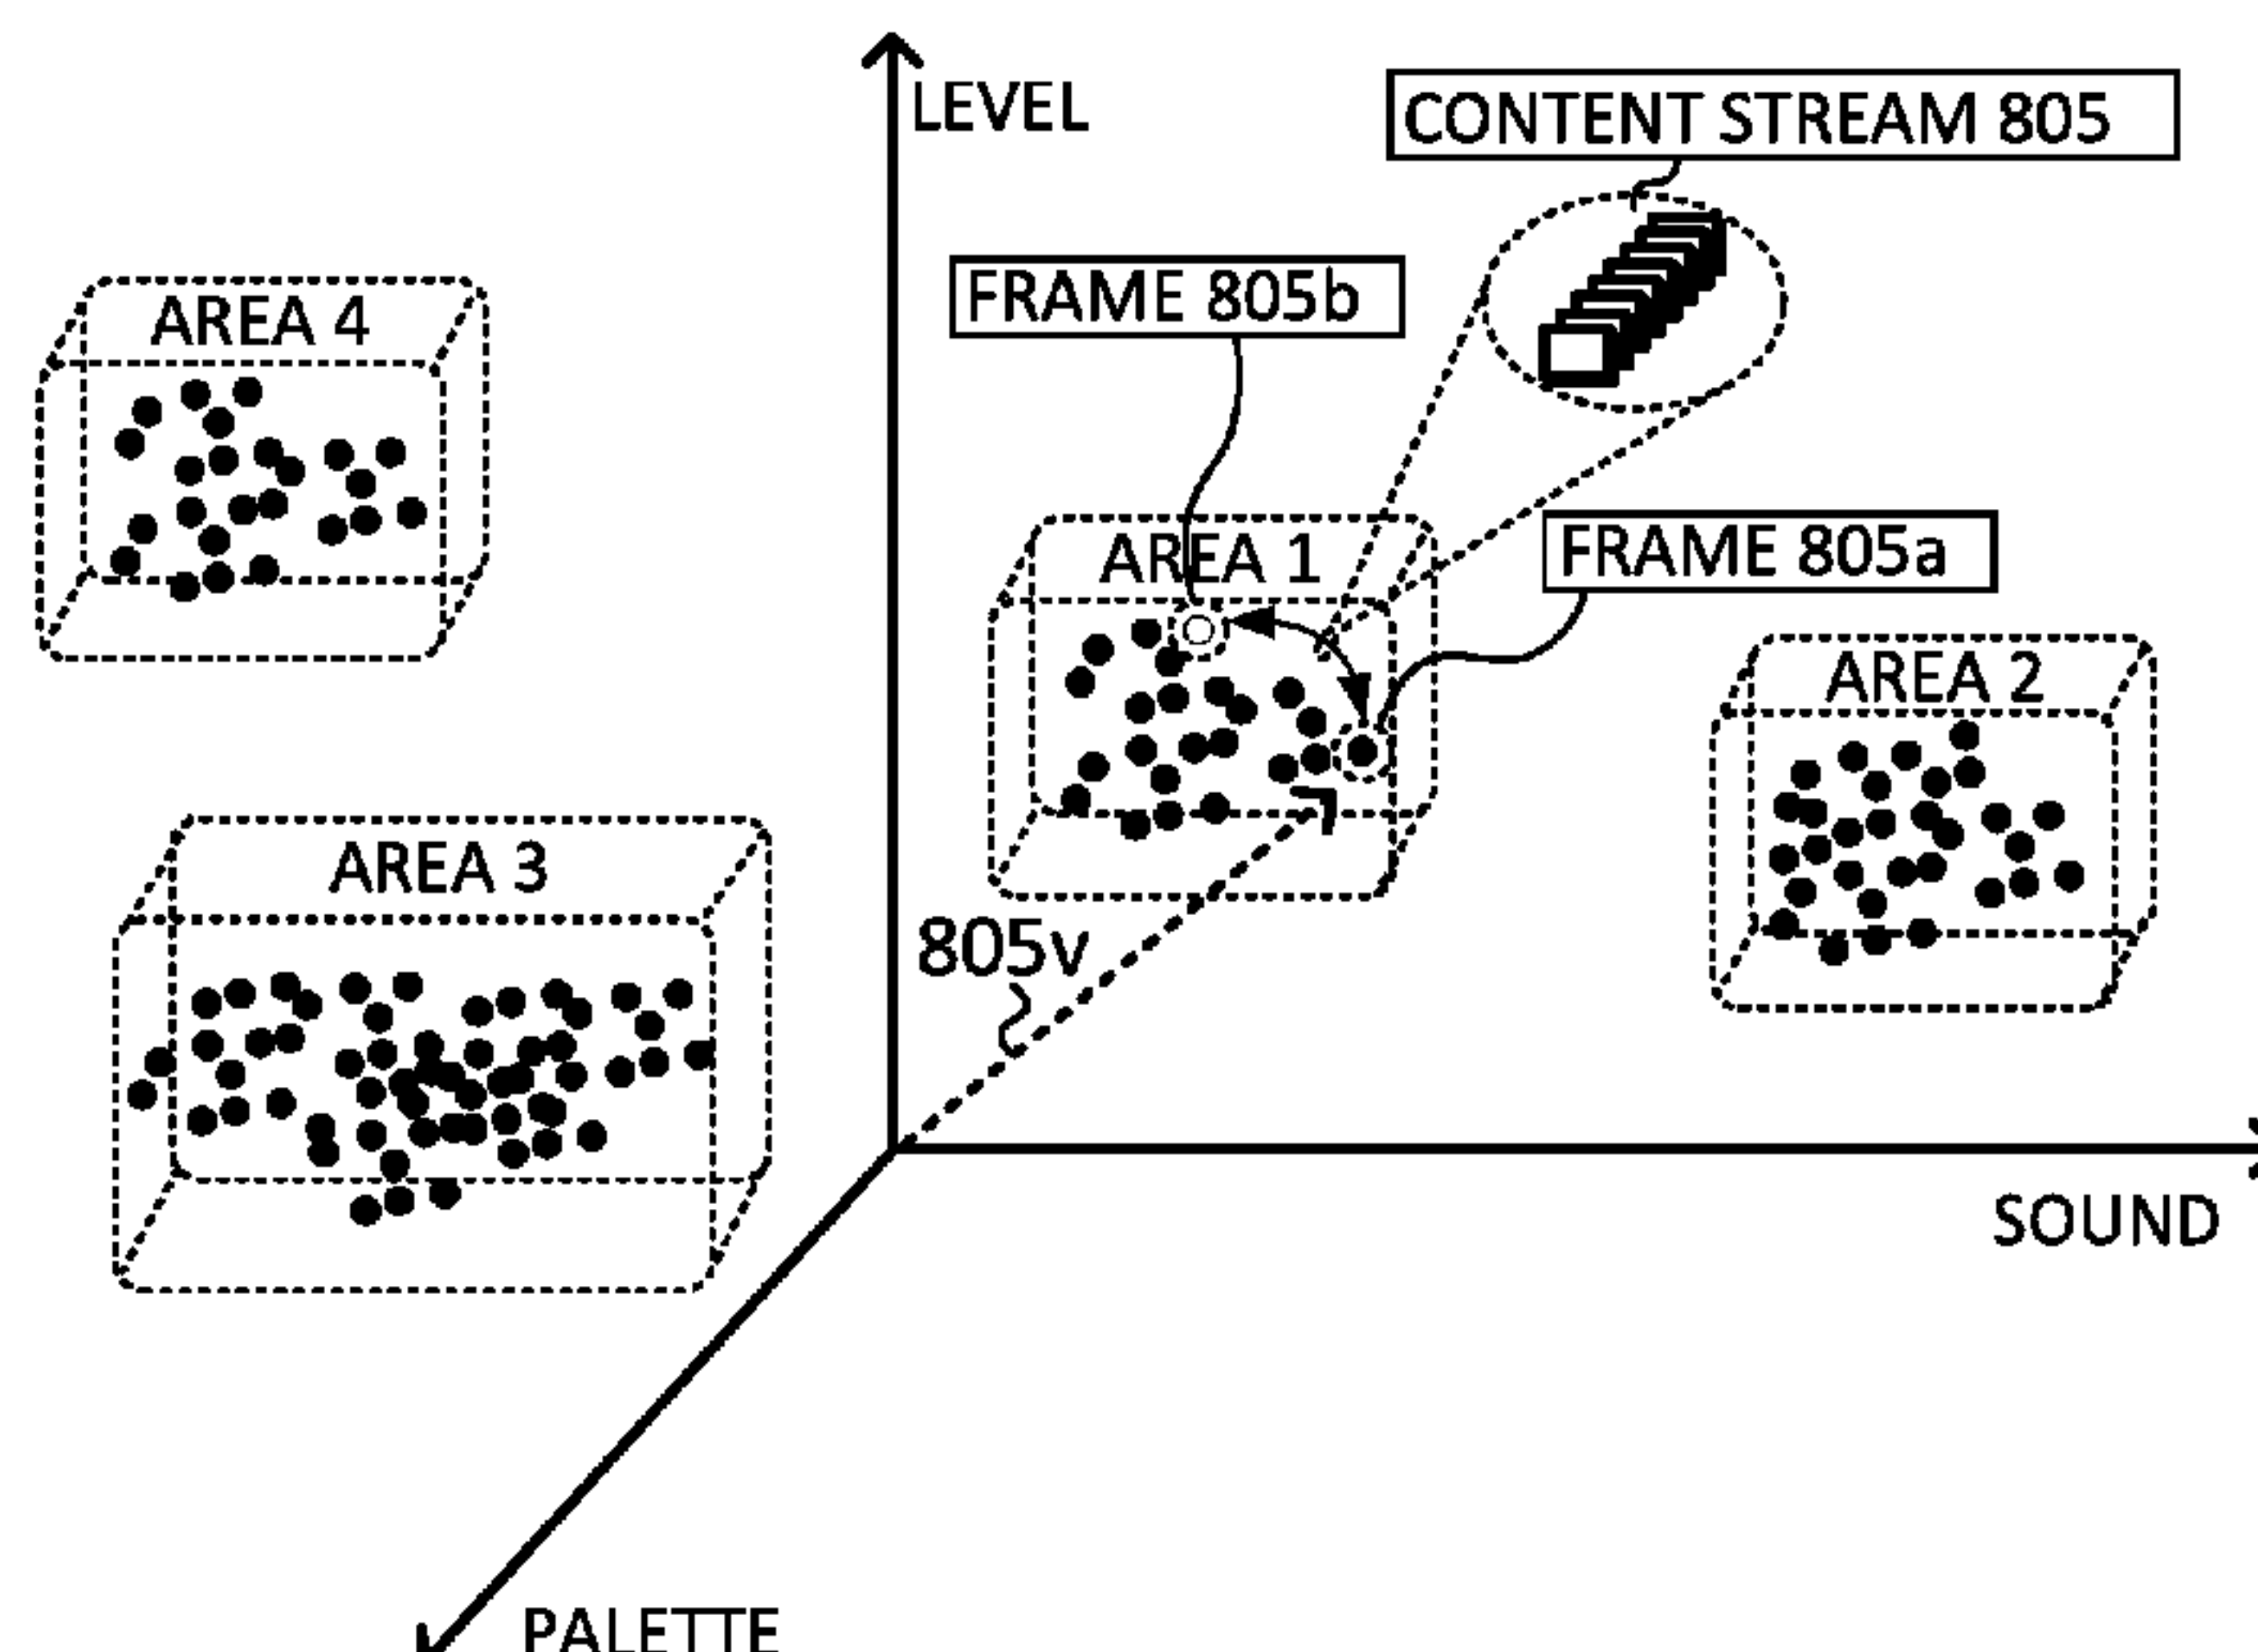 LEVEL
CONTENT STREAM 805
FRAME 805b
AREA 4
AREA 1
FRAME 805a
AREA 2
AREA 3
805v
SOUND
PALETTE